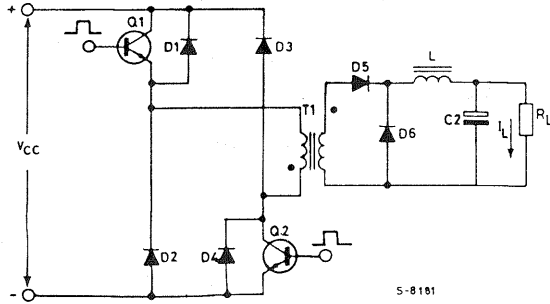 +
Q1
D1
D3
D5
L
T1
C2
RL
IL
D6
VCC
D2
D4
Q2
-
S-8181